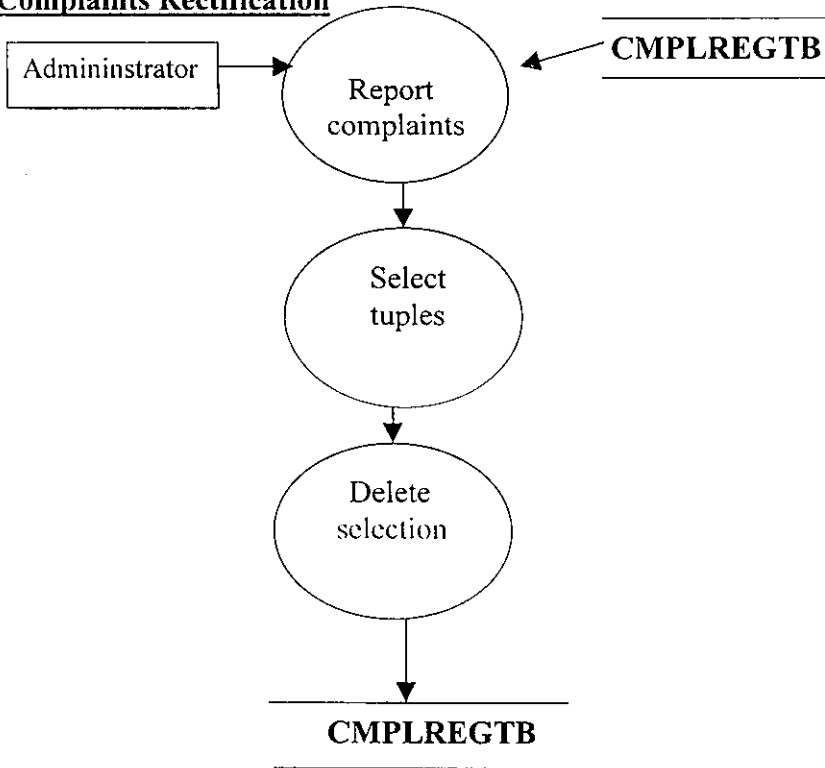 Complaints Rectification
Admininstrator
CMPLREGTB
Report
complaints
Select
tuples
Delete
selection
CMPLREGTB